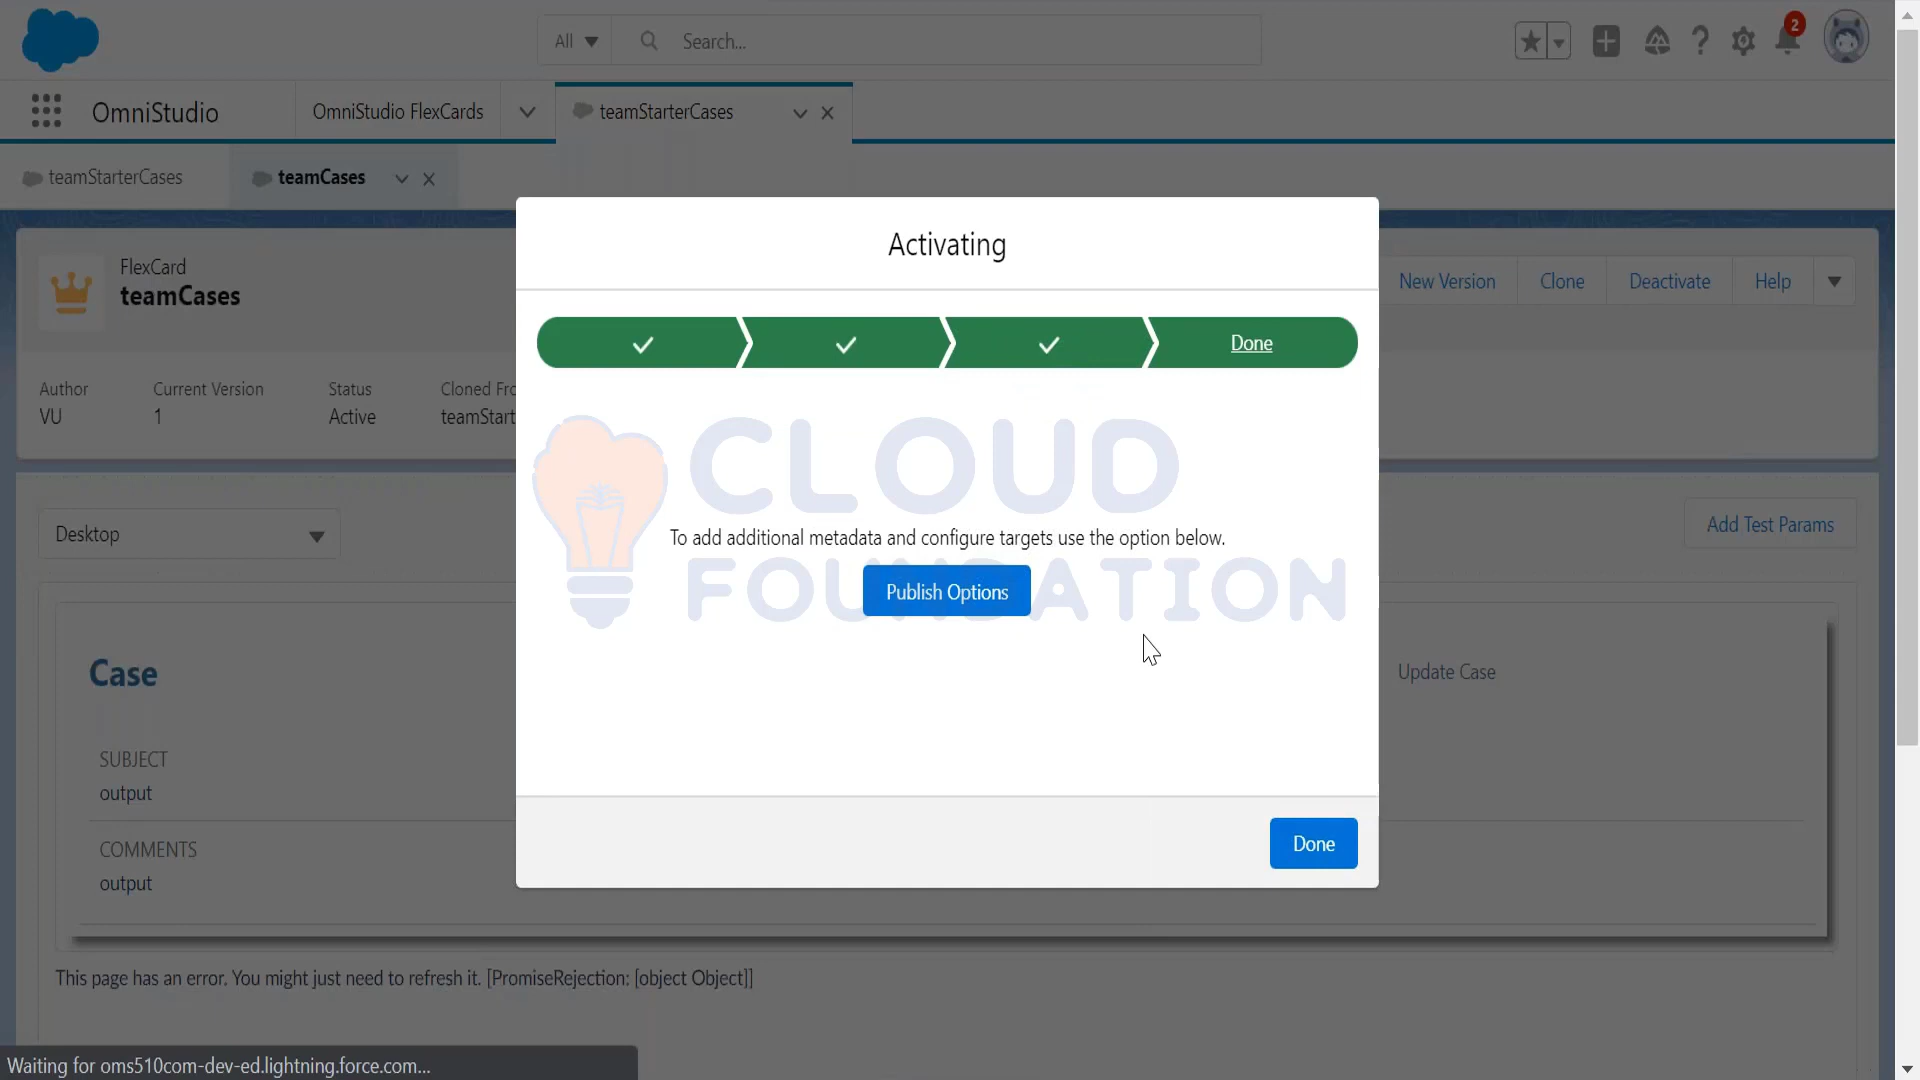 All
Search...
2
OmniStudio
OmniStudio FlexCards
teamStarterCases
teamStarterCases
teamCases
FlexCard
teamCases
New Version
Clone
Deactivate
Help
Author
Current Version
Status
Cloned Fro
VU
1
Active
teamStart
Activating
Done
CLOUD
FOUNDATION
To add additional metadata and configure targets use the option below.
Publish Options
Done
Desktop
Add Test Params
Case
Update Case
SUBJECT
output
COMMENTS
output
This page has an error. You might just need to refresh it. [PromiseRejection: [object Object]]
Waiting for oms510com-dev-ed.lightning.force.com...